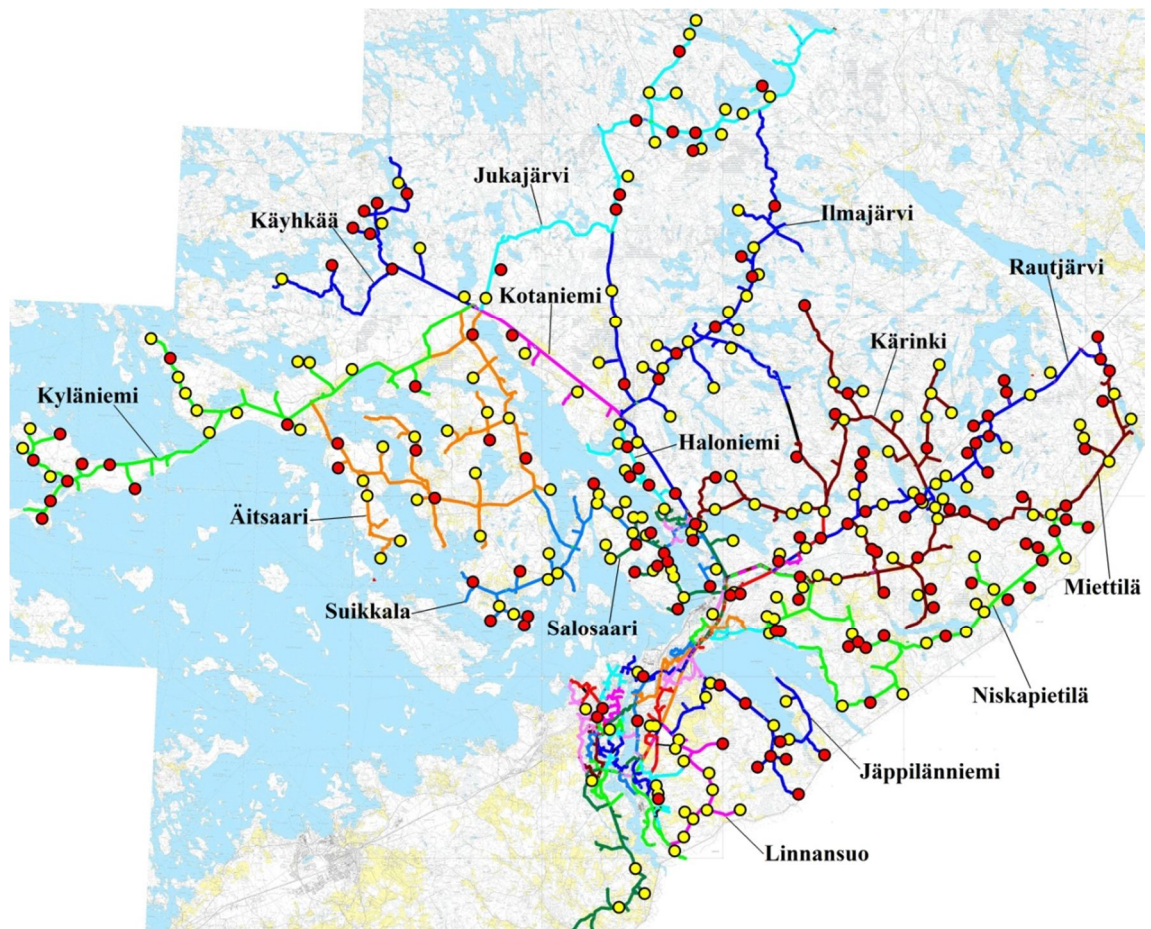 Jukajärvi
Käyhkää
Ilmajärvi
Rautjärvi
Kotaniemi
Kärinki
Kyläniemi
Haloniemi
Äitsaari
Miettilä
Suikkala
Salosaari
Niskapietilä
Jäppilänniemi
Linnansuo